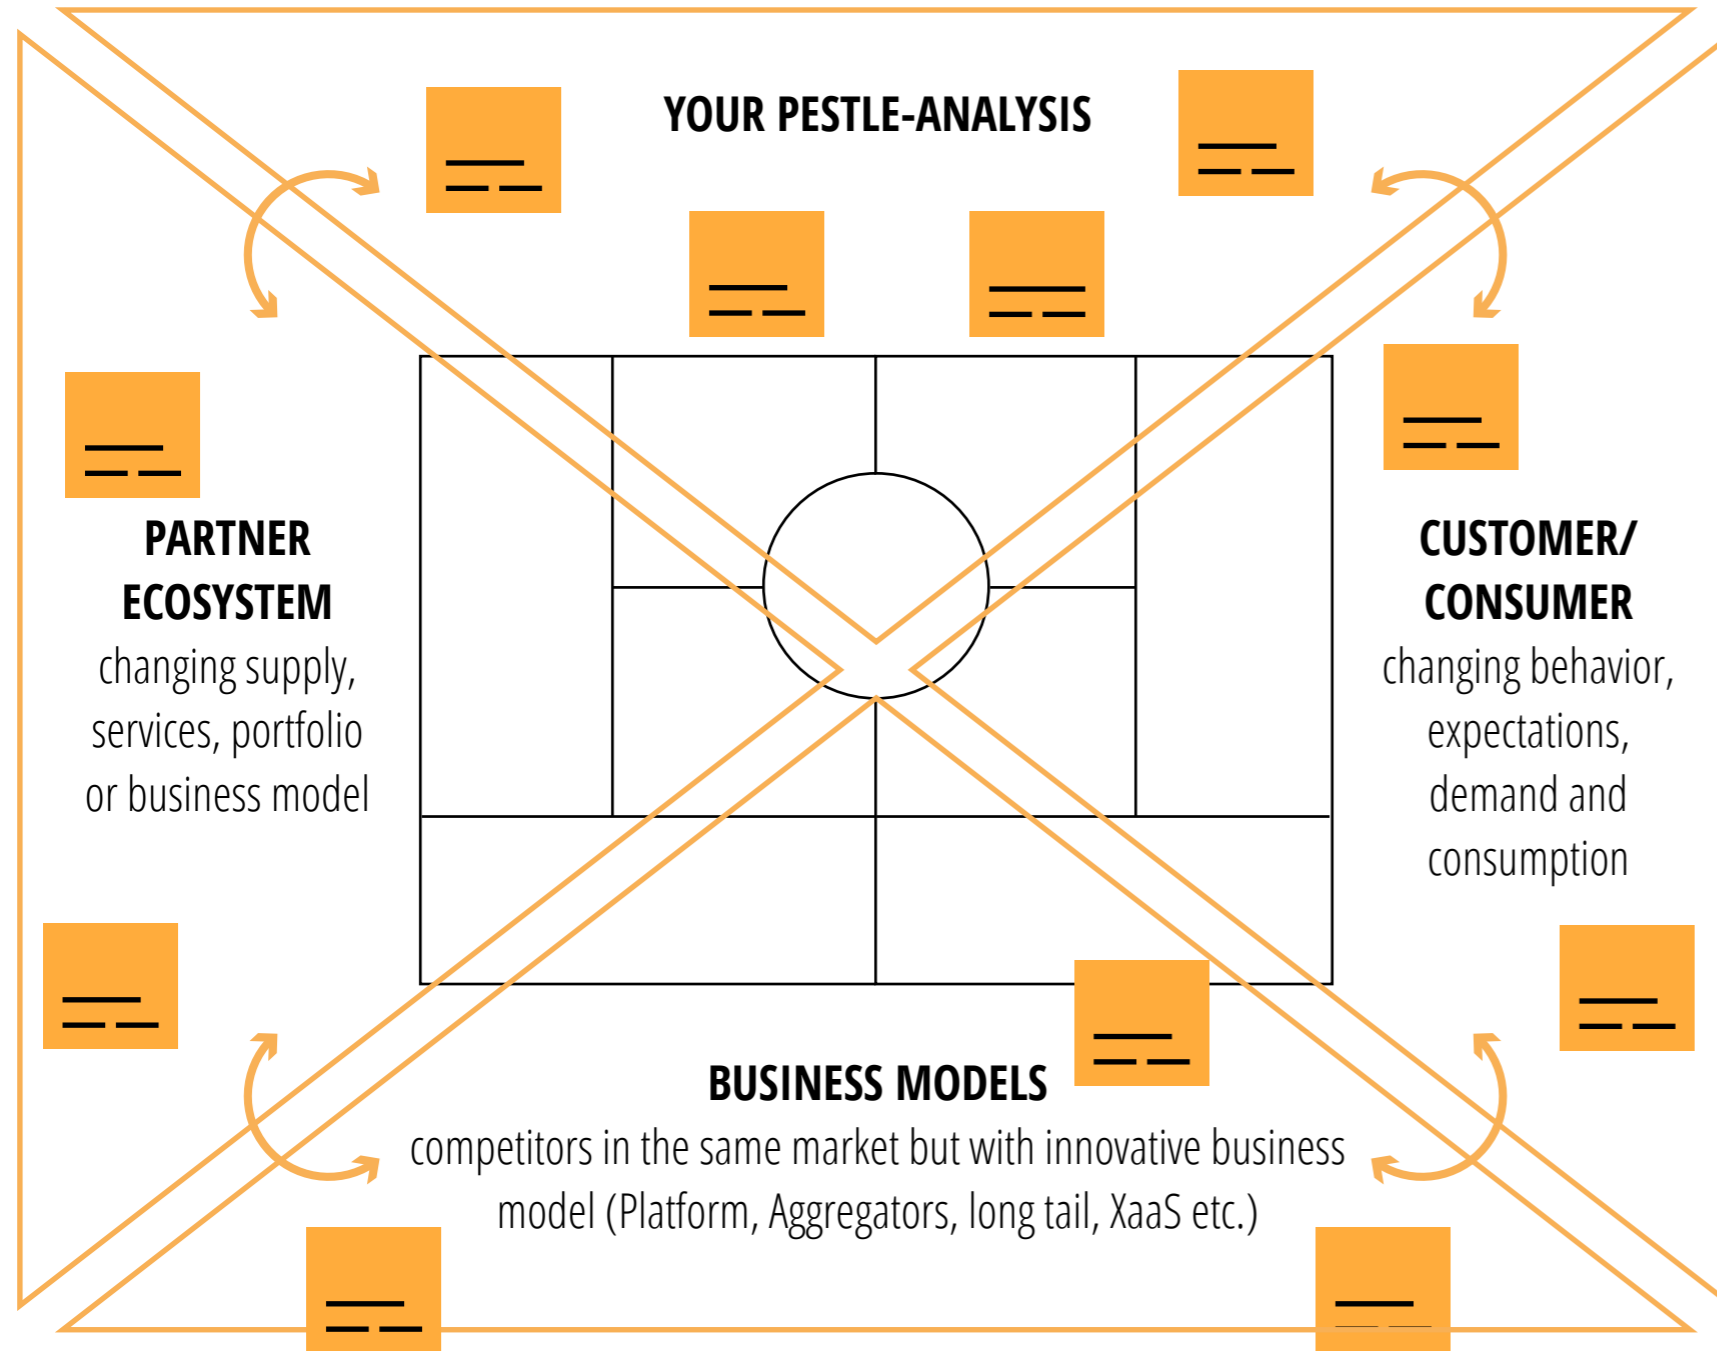 YOUR PESTLE-ANALYSIS
PARTNER
ECOSYSTEM
changing supply,
services, portfolio
or business model
CUSTOMER/
CONSUMER
changing behavior,
expectations,
demand and
consumption
BUSINESS MODELS
competitors in the same market but with innovative business
model (Platform, Aggregators, long tail, XaaS etc.)